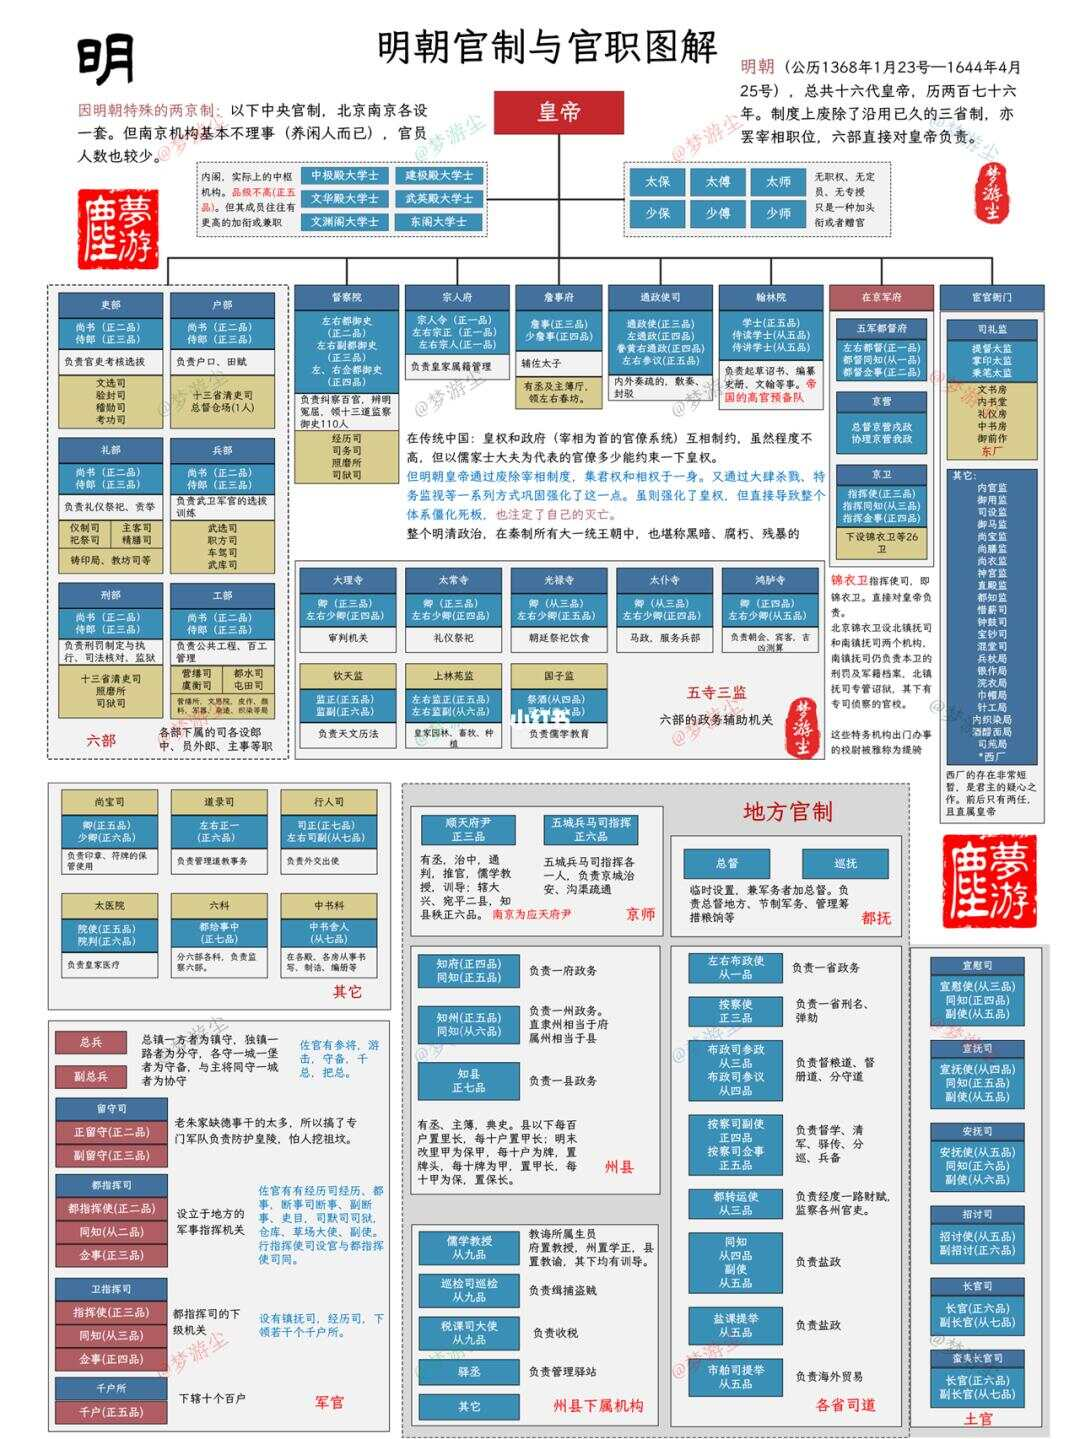 明
明朝官制与官职图解
因明朝特殊的两京制：以下中央官制，北京南京各设
一套。但南京机构基本不理事（养闲人而已），官员
人数也较少。
明朝（公历1368年1月23号—1644年4月
25号），总共十六代皇帝，历两百七十六
年。制度上废除了沿用已久的三省制，亦
罢宰相职位，六部直接对皇帝负责。
皇帝
内阁，实际上的中枢
机构。品级不高(正五
品)。但其成员往往有
更高的加衔或兼职
中极殿大学士
建极殿大学士
文华殿大学士
武英殿大学士
文渊阁大学士
东阁大学士
太保
太傅
太师
少保
少傅
少师
无职权、无定
员、无专授
只是一种加头
衔或者赠官
梦游尘
夢游塵
吏部
尚书（正二品）
侍郎（正三品）
负责官吏考核选拔
文选司
验封司
稽勋司
考功司
户部
尚书（正二品）
侍郎（正三品）
负责户口、田赋
十三省清吏司
总督仓场(1人)
礼部
尚书（正二品）
侍郎（正三品）
负责礼仪祭祀、贡举
仪制司
祀祭司
主客司
精膳司
铸印局、教坊司等
兵部
尚书（正二品）
侍郎（正三品）
负责武卫军官的选拔
训练
武选司
职方司
车驾司
武库司
刑部
尚书（正二品）
侍郎（正三品）
负责刑罚制定与执
行、司法核对、监狱
十三省清吏司
照磨所
司狱司
工部
尚书（正二品）
侍郎（正三品）
负责公共工程、百工
管理
营缮司
虞衡司
都水司
屯田司
六部
各部下属的司各设郎
中、员外郎、主事等职
督察院
左右都御史
（正二品）
左右副都御史
（正三品）
左、右佥都御史
（正四品）
负责纠察百官，辨明
冤屈，领十三道监察
御史110人
经历司
司务司
照磨所
司狱司
宗人府
宗人令（正一品）
左右宗正（正一品）
左右宗人（正一品）
负责皇家属籍管理
詹事府
詹事(正三品)
少詹事(正四品)
辅佐太子
有丞及主簿厅，
领左右春坊。
通政使司
通政使(正三品)
左通政(正四品)
誊黄右通政(正四品)
左右参议(正五品)
内外奏疏的，敷奏、
封驳
翰林院
学士(正五品)
侍读学士(从五品)
侍讲学士(从五品)
负责起草诏书、编纂
史册、文翰等事。帝
国的高官预备队
在京军府
五军都督府
左右都督(正一品)
都督同知(从一品)
都督佥事(正二品)
京营
总督京营戎政
协理京营戎政
京卫
指挥使(正三品)
指挥同知(从三品)
指挥佥事(正四品)
下设锦衣卫等26
卫
锦衣卫指挥使司，即
锦衣卫。直接对皇帝负
责。
北京锦衣卫设北镇抚司
和南镇抚司两个机构，
南镇抚司仍负责本卫的
刑罚及军籍档案，北镇
抚司专管诏狱，其下有
专司侦察的官校。
这些特务机构出门办事
的校尉被雅称为缇骑
宦官衙门
司礼监
提督太监
掌印太监
秉笔太监
文书房
内书堂
礼仪房
中书房
御前作
东厂
其它：
内官监
御用监
司设监
御马监
尚宝监
尚膳监
尚衣监
神宫监
直殿监
都知监
惜薪司
钟鼓司
宝钞司
混堂司
兵杖局
银作局
浣衣局
巾帽局
针工局
内织染局
酒醋面局
司苑局
*西厂
西厂的存在非常短
暂，是君主的疑心之
作。前后只有两任，
且直属皇帝
在传统中国：皇权和政府（宰相为首的官僚系统）互相制约，虽然程度不
高，但以儒家士大夫为代表的官僚多少能约束一下皇权。
但明朝皇帝通过废除宰相制度，集君权和相权于一身。又通过大肆杀戮、特
务监视等一系列方式巩固强化了这一点。虽则强化了皇权，但直接导致整个
体系僵化死板，也注定了自己的灭亡。
整个明清政治，在秦制所有大一统王朝中，也堪称黑暗、腐朽、残暴的
大理寺
卿（正三品）
左右少卿(正四品)
审判机关
太常寺
卿（正三品）
左右少卿(正四品)
礼仪祭祀
光禄寺
卿（从三品）
左右少卿(从五品)
朝廷祭祀饮食
太仆寺
卿（从三品）
左右少卿(正四品)
马政，服务兵部
鸿胪寺
卿（正四品）
左右少卿(从五品)
负责朝会、宾客，吉
凶测算
钦天监
监正(正五品)
监副(正六品)
负责天文历法
上林苑监
左右监正(正五品)
左右监副(从六品)
皇家园林、畜牧、种
植
国子监
祭酒(从四品)
负责儒学教育
小红书
五寺三监
六部的政务辅助机关
梦游尘
尚宝司
卿(正五品)
少卿(正六品)
负责印章、符牌的保
管使用
道录司
左右正一
(正六品)
负责管理道教事务
行人司
司正(正七品)
左右司副(从七品)
负责外交出使
太医院
院使(正五品)
院判(正六品)
负责皇家医疗
六科
都给事中
(正七品)
分六部各科，负责监
察六部。
中书科
中书舍人
(从七品)
在各殿、各房从事书
写，制诰、编册等
其它
总兵
副总兵
总镇一方者为镇守，独镇一
路者为分守，各守一城一堡
者为守备，与主将同守一城
者为协守
佐官有参将，游
击，守备，千
总，把总。
留守司
正留守(正二品)
副留守(正三品)
老朱家缺德事干的太多，所以搞了专
门军队负责防护皇陵，怕人挖祖坟。
都指挥司
都指挥使(正二品)
同知(从二品)
佥事(正三品)
设立于地方的
军事指挥机关
佐官有有经历司经历、都
事，断事司断事、副断
事、吏目，司默司司狱，
仓库、草场大使、副使。
行指挥使司设官与都指挥
使司同。
卫指挥司
指挥使(正三品)
同知(从三品)
佥事(正四品)
都指挥司的下
级机关
设有镇抚司，经历司，下
领若干个千户所。
千户所
千户(正五品)
下辖十个百户
军官
地方官制
顺天府尹
正三品
有丞，治中，通
判，推官，儒学教
授，训导；辖大
兴、宛平二县，知
县秩正六品。南京为应天府尹
五城兵马司指挥
正六品
五城兵马司指挥各
一人，负责京城治
安、沟渠疏通
京师
总督
巡抚
临时设置，兼军务者加总督。负
责总督地方、节制军务、管理筹
措粮饷等
都抚
知府(正四品)
同知(正五品)
负责一府政务
知州(正五品)
同知(从六品)
负责一州政务。
直隶州相当于府
属州相当于县
知县
正七品
负责一县政务
有丞、主簿，典史。县以下每百
户置里长，每十户置甲长；明末
改里甲为保甲，每十户为牌，置
牌头，每十牌为甲，置甲长，每
十甲为保，置保长。
州县
儒学教授
从九品
教诲所属生员
府置教授，州置学正，县
置教谕，其下均有训导。
巡检司巡检
从九品
负责缉捕盗贼
税课司大使
从九品
负责收税
驿丞
负责管理驿站
其它
州县下属机构
左右布政使
从一品
负责一省政务
按察使
正三品
负责一省刑名、
弹劾
布政司参政
从三品
布政司参议
从四品
负责督粮道、督
册道、分守道
按察司副使
正四品
按察司佥事
正五品
负责督学、清
军、驿传、分
巡、兵备
都转运使
从三品
负责经度一路财赋，
监察各州官吏。
同知
从四品
副使
从五品
负责盐政
盐课提举
从五品
负责盐政
市舶司提举
从五品
负责海外贸易
各省司道
夢游塵
宣慰司
宣慰使(从三品)
同知(正四品)
副使(从五品)
宣抚司
宣抚使(从四品)
同知(正五品)
副使(从五品)
安抚司
安抚使(从五品)
同知(正六品)
副使(从六品)
招讨司
招讨使(从五品)
副招讨(正六品)
长官司
长官(正六品)
副长官(从七品)
蛮夷长官司
长官(正六品)
副长官(从七品)
土官
@梦游尘